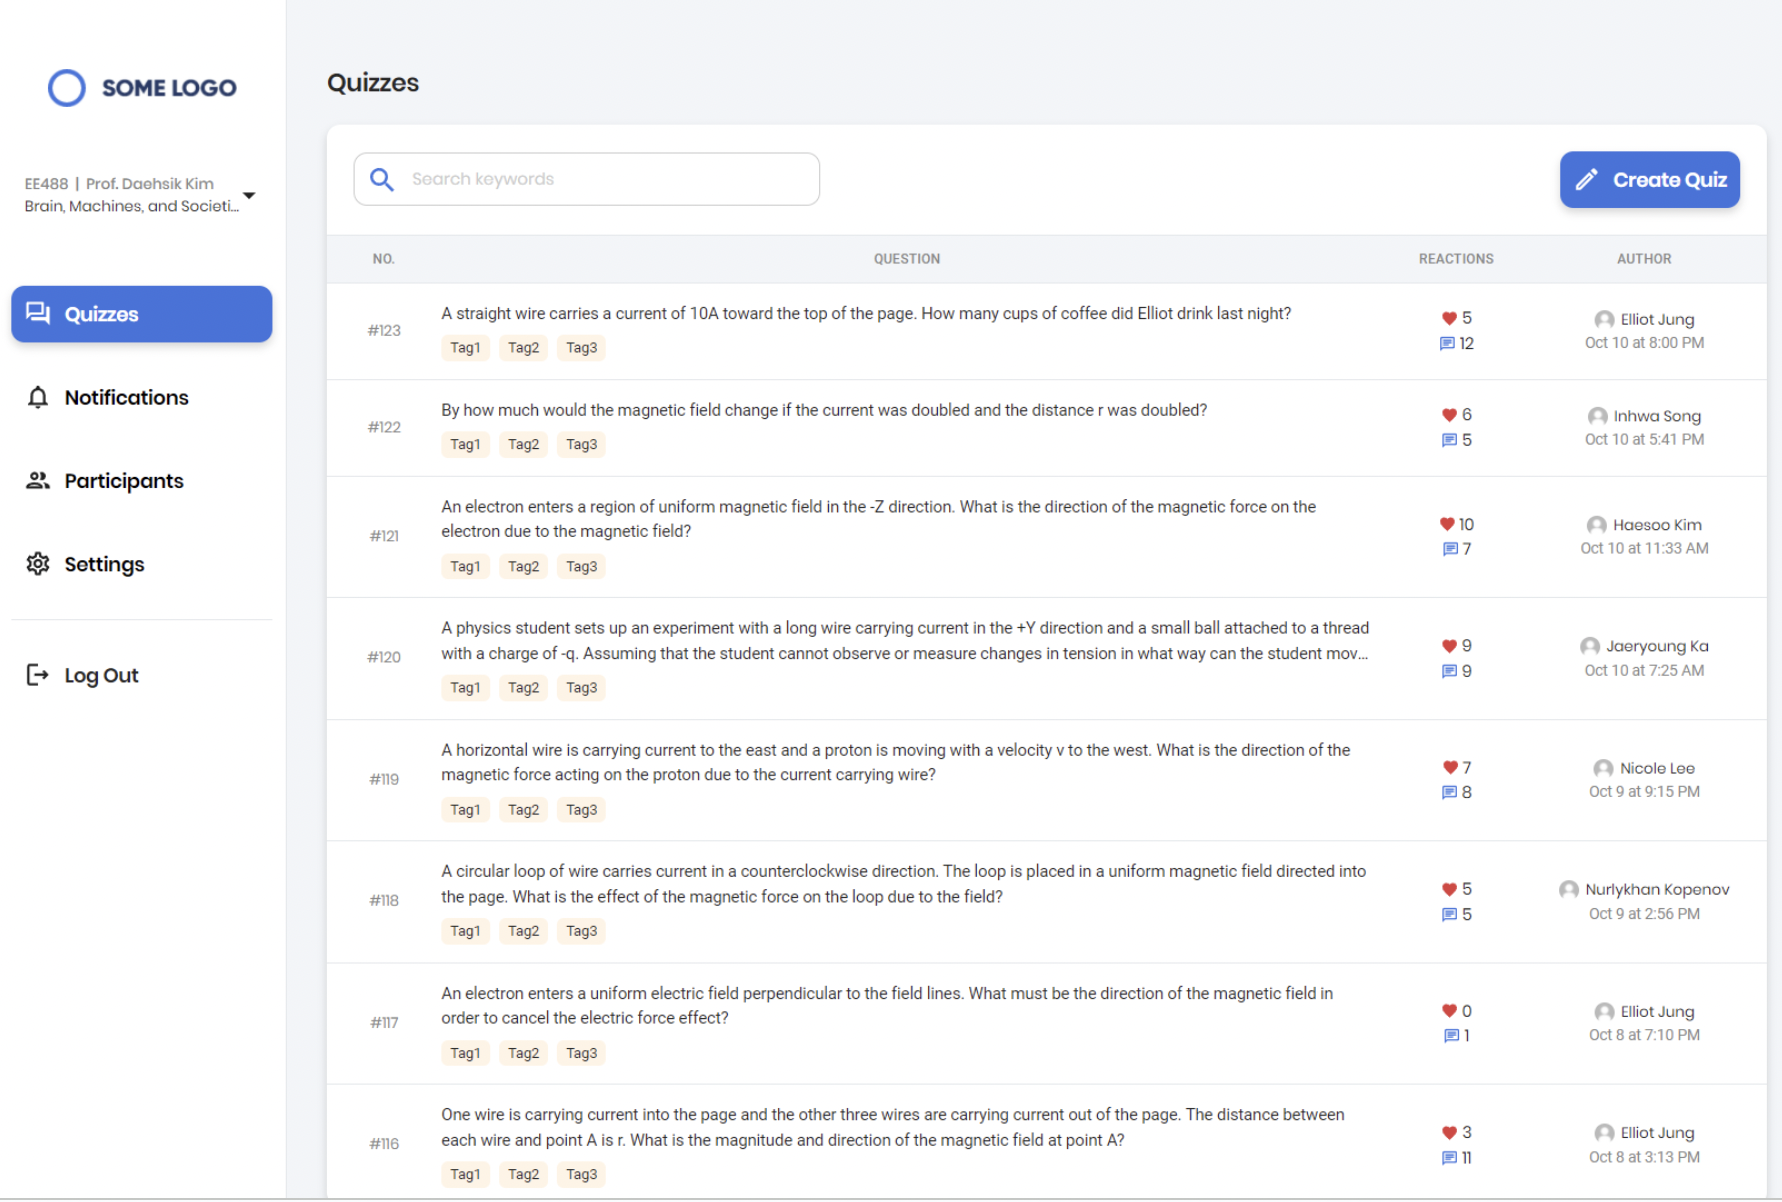 SOME LOGO
EE488 | Prof. Daehsik Kim
Brain, Machines, and Societi...
Quizzes
Notifications
Participants
Settings
Log Out
Quizzes
Search keywords
Create Quiz
NO. QUESTION REACTIONS AUTHOR
#123
A straight wire carries a current of 10A toward the top of the page. How many cups of coffee did Elliot drink last night?
Tag1 Tag2 Tag3
5
12
Elliot Jung
Oct 10 at 8:00 PM
#122
By how much would the magnetic field change if the current was doubled and the distance r was doubled?
Tag1 Tag2 Tag3
6
5
Inhwa Song
Oct 10 at 5:41 PM
#121
An electron enters a region of uniform magnetic field in the -Z direction. What is the direction of the magnetic force on the
electron due to the magnetic field?
Tag1 Tag2 Tag3
10
7
Haesoo Kim
Oct 10 at 11:33 AM
#120
A physics student sets up an experiment with a long wire carrying current in the +Y direction and a small ball attached to a thread
with a charge of -q. Assuming that the student cannot observe or measure changes in tension in what way can the student mov...
Tag1 Tag2 Tag3
9
9
Jaeryoung Ka
Oct 10 at 7:25 AM
#119
A horizontal wire is carrying current to the east and a proton is moving with a velocity v to the west. What is the direction of the
magnetic force acting on the proton due to the current carrying wire?
Tag1 Tag2 Tag3
7
8
Nicole Lee
Oct 9 at 9:15 PM
#118
A circular loop of wire carries current in a counterclockwise direction. The loop is placed in a uniform magnetic field directed into
the page. What is the effect of the magnetic force on the loop due to the field?
Tag1 Tag2 Tag3
5
5
Nurlykhan Kopenov
Oct 9 at 2:56 PM
#117
An electron enters a uniform electric field perpendicular to the field lines. What must be the direction of the magnetic field in
order to cancel the electric force effect?
Tag1 Tag2 Tag3
0
1
Elliot Jung
Oct 8 at 7:10 PM
#116
One wire is carrying current into the page and the other three wires are carrying current out of the page. The distance between
each wire and point A is r. What is the magnitude and direction of the magnetic field at point A?
Tag1 Tag2 Tag3
3
11
Elliot Jung
Oct 8 at 3:13 PM